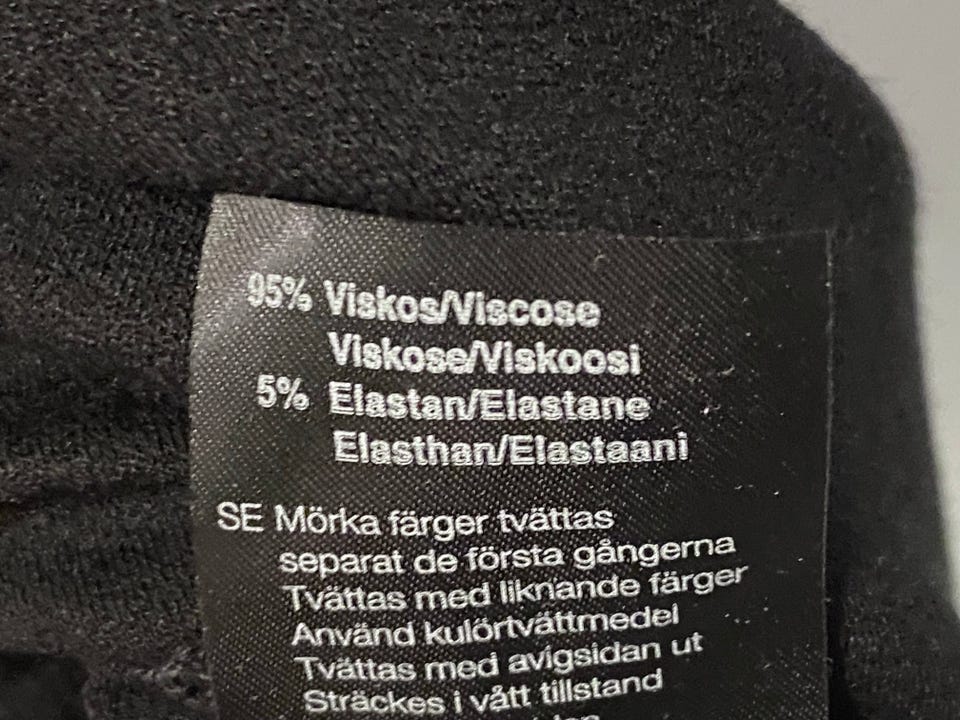 95% Viskos/Viscose
Viskose/Viskoosi
5% Elastan/Elastane
Elasthan/Elastaani
SE Mörka färger tvättas
separat de första gångerna
Tvättas med liknande färger
Använd kulörtvättmedel
Tvättas med avigsidan ut
Sträckes i vått tillstand